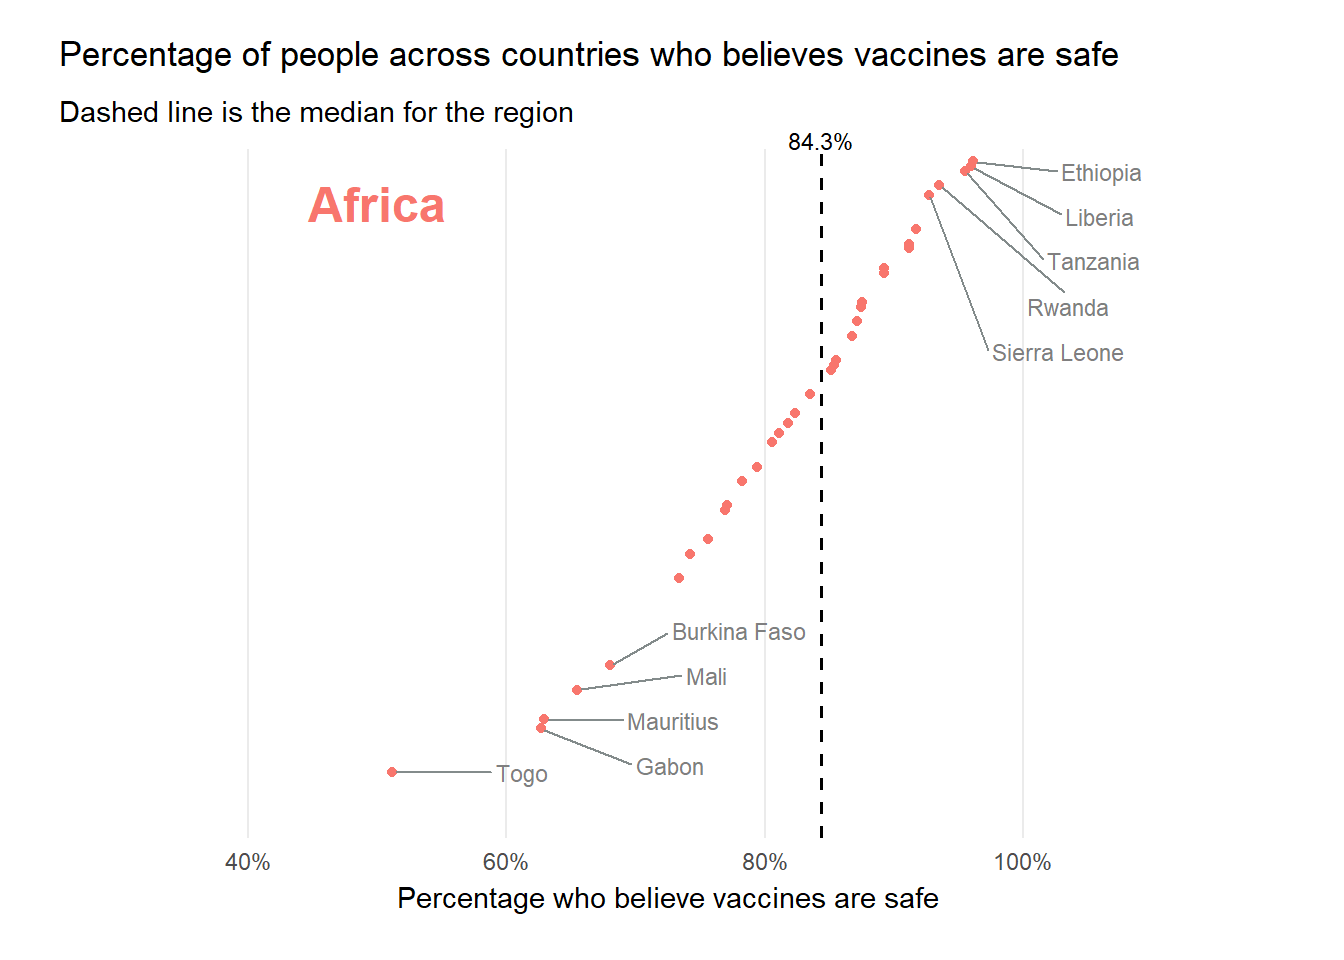 Percentage of people across countries who believes vaccines are safe
Dashed line is the median for the region
84.3%
Africa
Ethiopia
Liberia
Tanzania
Rwanda
Sierra Leone
Burkina Faso
Mali
Mauritius
Gabon
Togo
40% 60% 80% 100%
Percentage who believe vaccines are safe